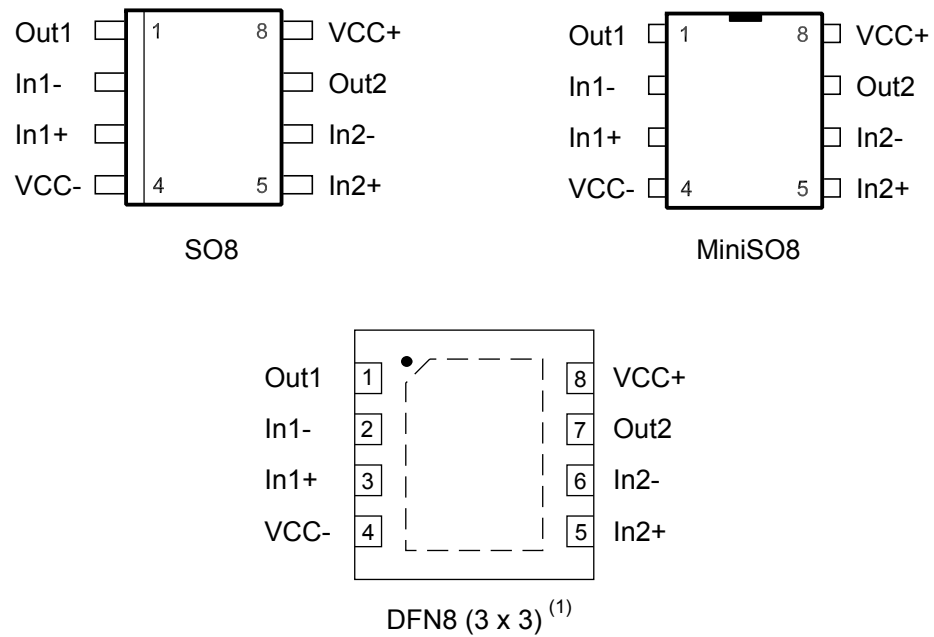 Out1 1 8 VCC+
In1- Out2
In1+ In2-
VCC- 4 5 In2+
SO8
Out1 1 8 VCC+
In1- Out2
In1+ In2-
VCC- 4 5 In2+
MiniSO8
Out1 1 8 VCC+
In1- 2 7 Out2
In1+ 3 6 In2-
VCC- 4 5 In2+
DFN8 (3 x 3) (1)